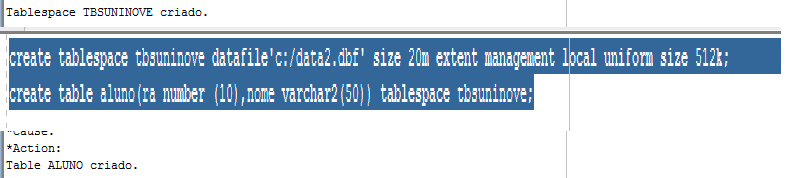 Tablespace TBSUNINOVE criado.
create tablespace tbsuninove datafile'c:/data2.dbf' size 20m extent management local uniform size 512k;
create table aluno(ra number (10),nome varchar2(50)) tablespace tbsuninove;
*Cause:
*Action:
Table ALUNO criado.